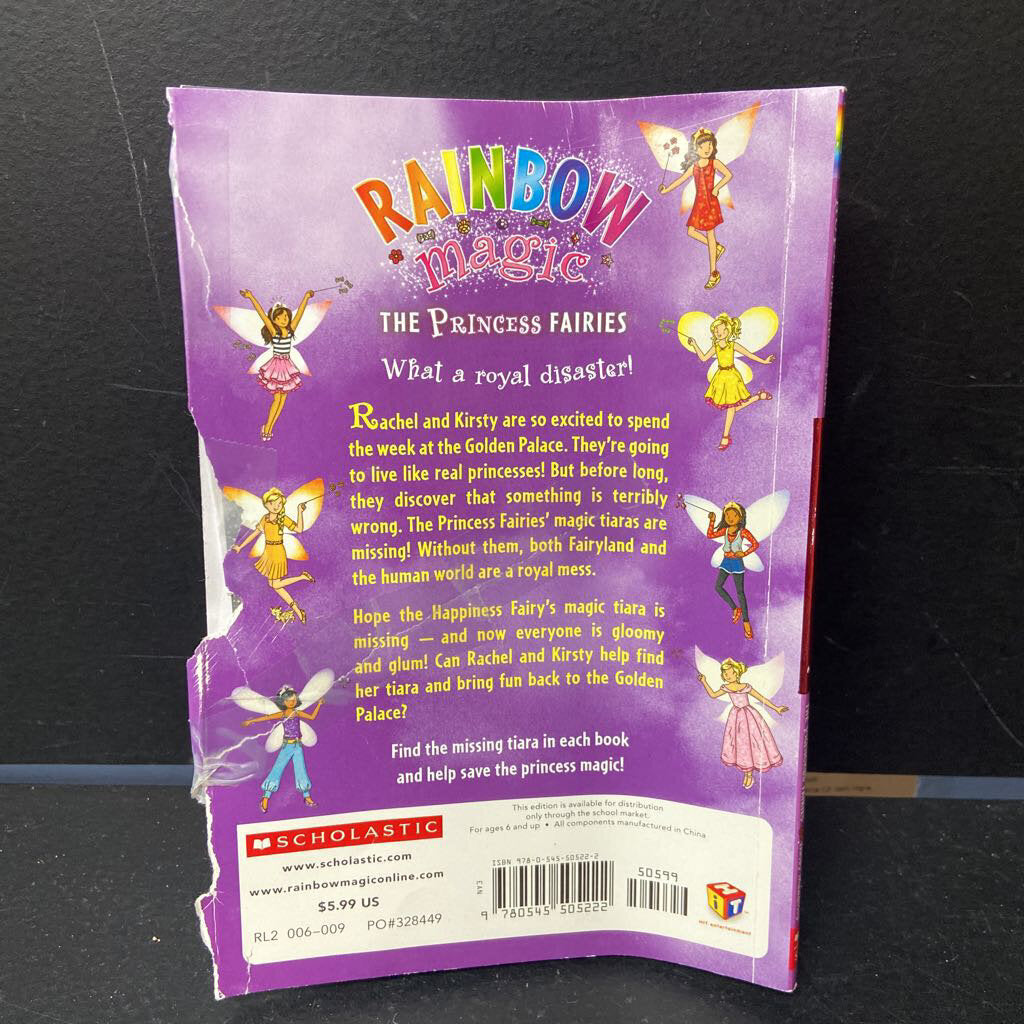 RAINBOW
magic
THE PRINCESS FAIRIES
What a royal disaster!
Rachel and Kirsty are so excited to spend
the week at the Golden Palace. They're going
to live like real princesses! But before long,
they discover that something is terribly
wrong. The Princess Fairies' magic tiaras are
missing! Without them, both Fairyland and
the human world are a royal mess.
Hope the Happiness Fairy's magic tiara is
missing — and now everyone is gloomy
and glum! Can Rachel and Kirsty help find
her tiara and bring fun back to the Golden
Palace?
Find the missing tiara in each book
and help save the princess magic!
SCHOLASTIC
www.scholastic.com
www.rainbowmagiconline.com
$5.99 US
RL2 006-009 PO#328449
This edition is available for distribution
only through the school market.
For ages 6 and up • All components manufactured in China
ISBN 978-0-545-50522-2
EAN
50599
9 780545 505222
HiT
HIT entertainment